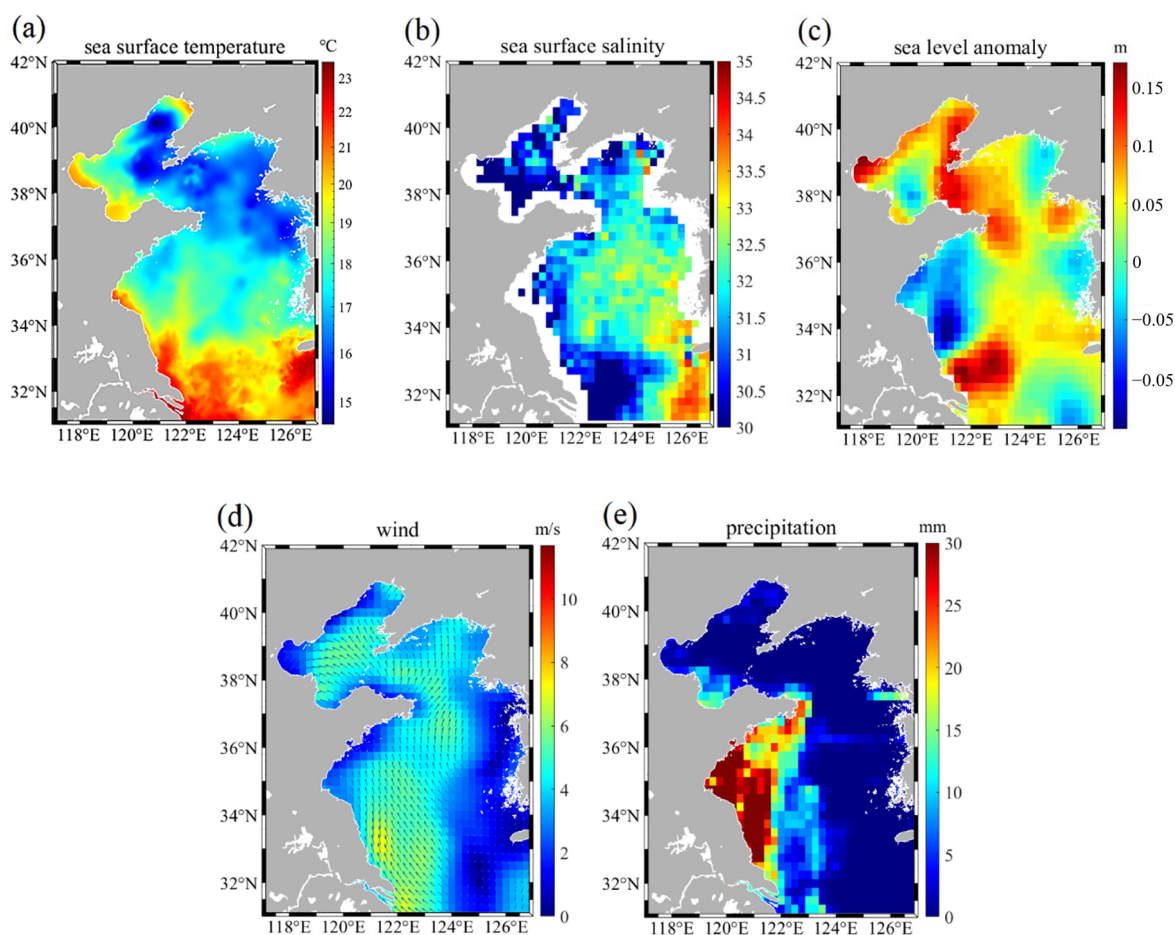 (a)
sea surface temperature
℃
42°N
40°N
38°N
36°N
34°N
32°N
118°E 120°E 122°E 124°E 126°E
23
22
21
20
19
18
17
16
15
(b)
sea surface salinity
42°N
40°N
38°N
36°N
34°N
32°N
118°E 120°E 122°E 124°E 126°E
35
34.5
34
33.5
33
32.5
32
31.5
31
30.5
30
(c)
sea level anomaly
m
42°N
40°N
38°N
36°N
34°N
32°N
118°E 120°E 122°E 124°E 126°E
0.15
0.1
0.05
0
−0.05
−0.05
(d)
wind
m/s
42°N
40°N
38°N
36°N
34°N
32°N
118°E 120°E 122°E 124°E 126°E
10
8
6
4
2
0
(e)
precipitation
mm
42°N
40°N
38°N
36°N
34°N
32°N
118°E 120°E 122°E 124°E 126°E
30
25
20
15
10
5
0